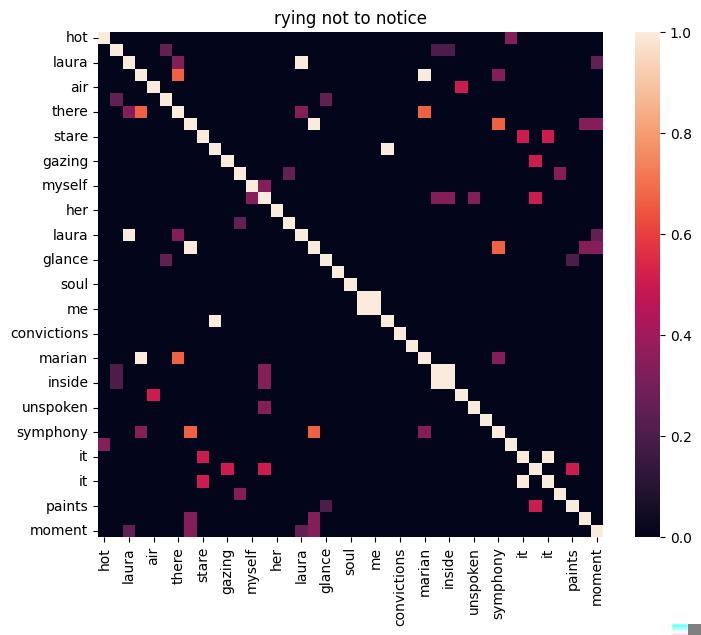 rying not to notice
hot
laura
air
there
stare
gazing
myself
her
laura
glance
soul
me
convictions
marian
inside
unspoken
symphony
it
it
paints
moment
hot
laura
air
there
stare
gazing
myself
her
laura
glance
soul
me
convictions
marian
inside
unspoken
symphony
it
it
paints
moment
1.0
0.8
0.6
0.4
0.2
0.0